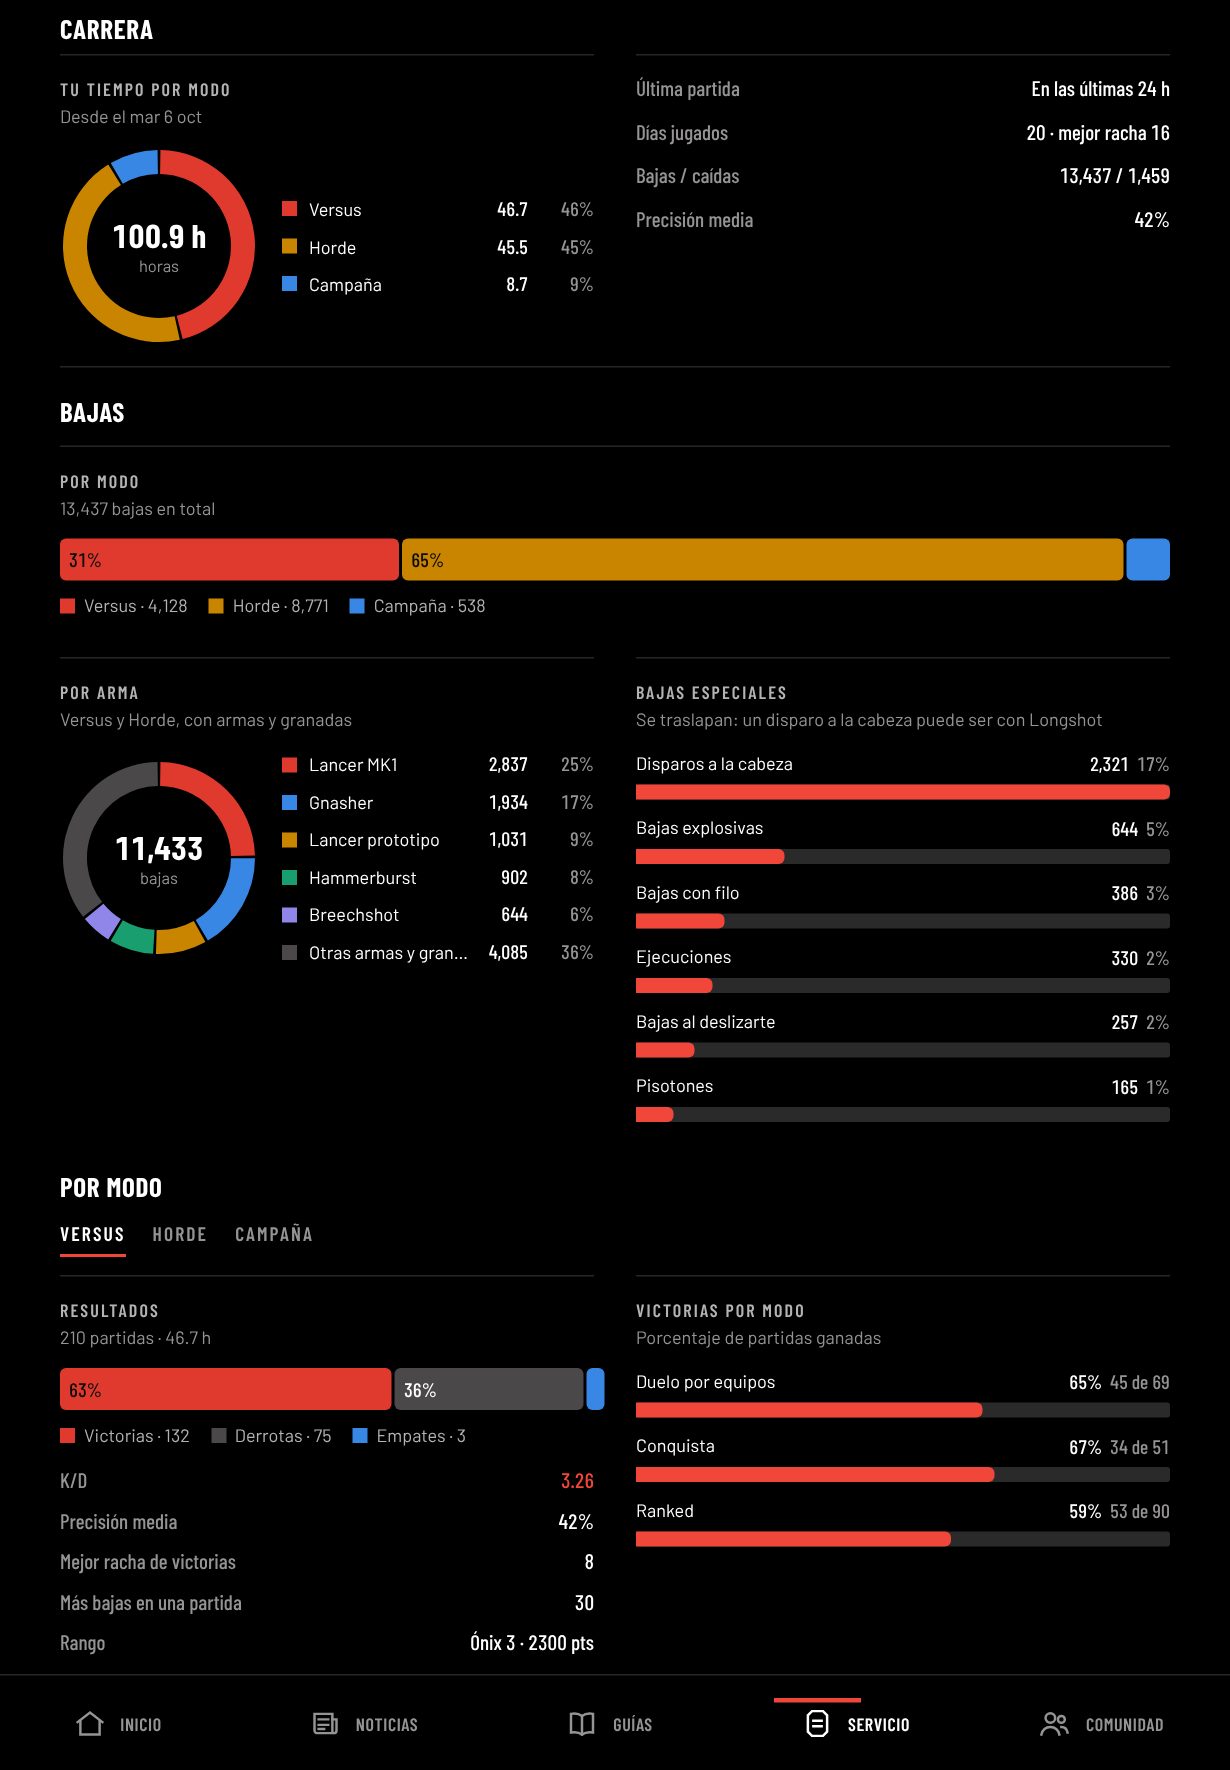 CARRERA
TU TIEMPO POR MODO
Desde el mar 6 oct
100.9 h
horas
Versus 46.7 46%
Horde 45.5 45%
Campaña 8.7 9%
Última partida En las últimas 24 h
Días jugados 20 · mejor racha 16
Bajas / caídas 13,437 / 1,459
Precisión media 42%
BAJAS
POR MODO
13,437 bajas en total
31% 65%
Versus · 4,128 Horde · 8,771 Campaña · 538
POR ARMA
Versus y Horde, con armas y granadas
11,433
bajas
Lancer MK1 2,837 25%
Gnasher 1,934 17%
Lancer prototipo 1,031 9%
Hammerburst 902 8%
Breechshot 644 6%
Otras armas y gran... 4,085 36%
BAJAS ESPECIALES
Se traslapan: un disparo a la cabeza puede ser con Longshot
Disparos a la cabeza 2,321 17%
Bajas explosivas 644 5%
Bajas con filo 386 3%
Ejecuciones 330 2%
Bajas al deslizarte 257 2%
Pisotones 165 1%
POR MODO
VERSUS HORDE CAMPAÑA
RESULTADOS
210 partidas · 46.7 h
63% 36%
Victorias · 132 Derrotas · 75 Empates · 3
K/D 3.26
Precisión media 42%
Mejor racha de victorias 8
Más bajas en una partida 30
Rango Ónix 3 · 2300 pts
VICTORIAS POR MODO
Porcentaje de partidas ganadas
Duelo por equipos 65% 45 de 69
Conquista 67% 34 de 51
Ranked 59% 53 de 90
INICIO NOTICIAS GUÍAS SERVICIO COMUNIDAD